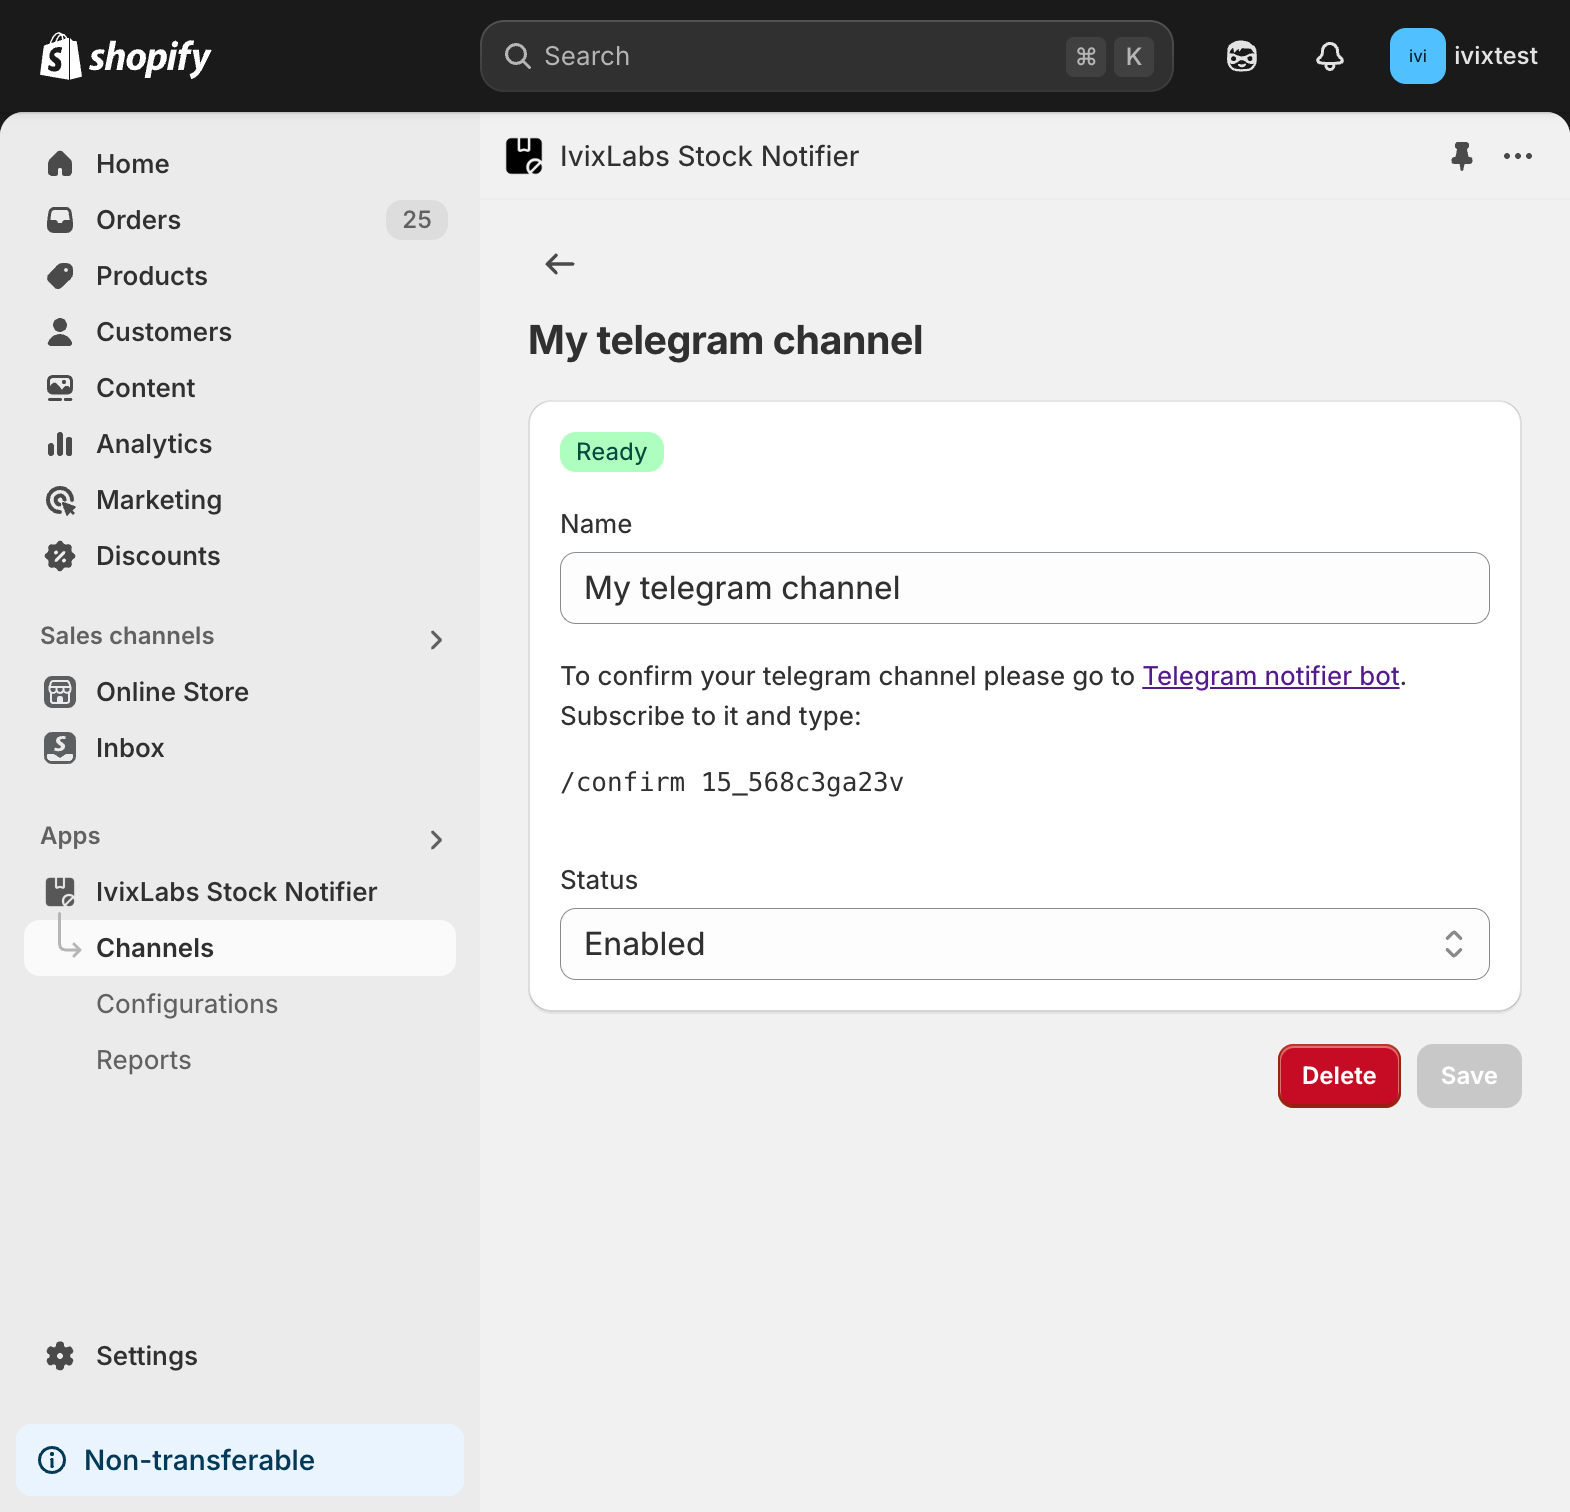 shopify
Search
⌘ K
ivi
ivixtest
Home
Orders
25
Products
Customers
Content
Analytics
Marketing
Discounts
Sales channels
Online Store
Inbox
Apps
IvixLabs Stock Notifier
Channels
Configurations
Reports
Settings
Non-transferable
IvixLabs Stock Notifier
My telegram channel
Ready
Name
My telegram channel
To confirm your telegram channel please go to Telegram notifier bot.
Subscribe to it and type:
/confirm 15_568c3ga23v
Status
Enabled
Delete
Save